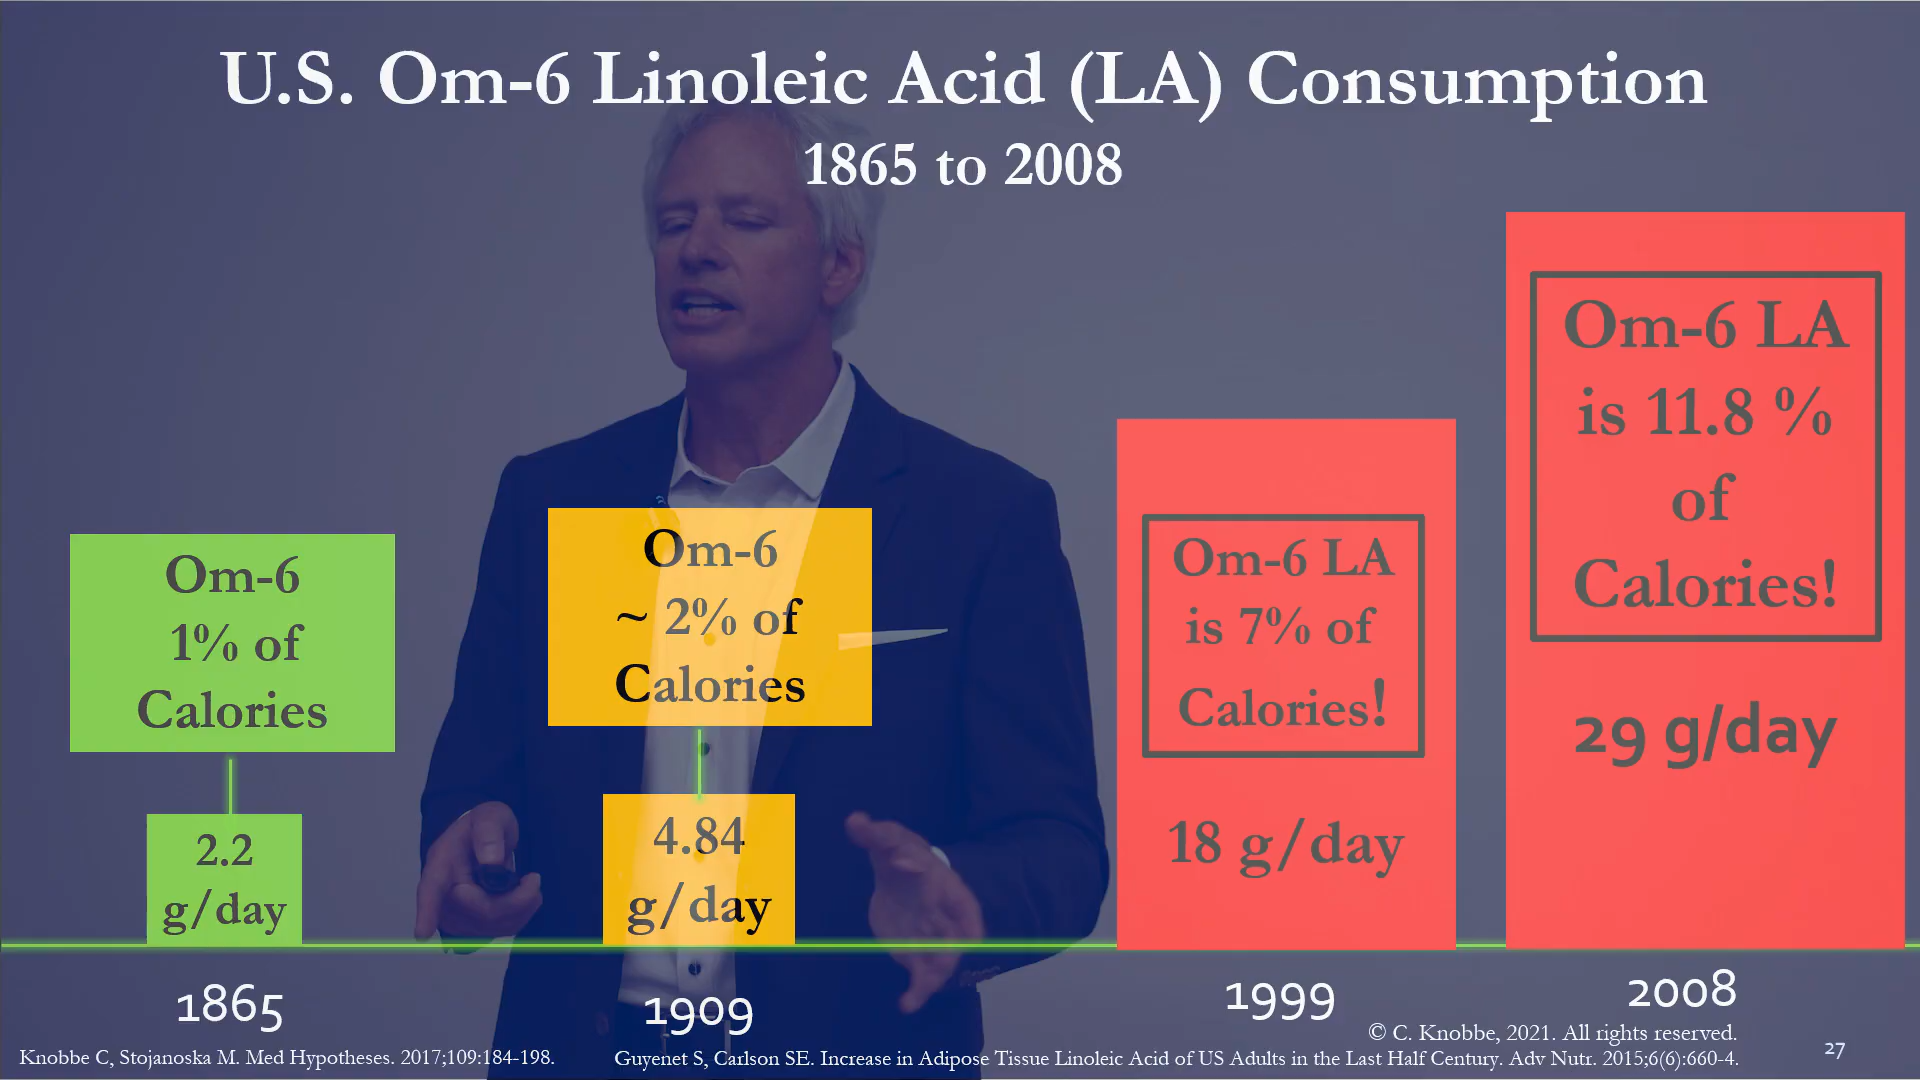 U.S. Om-6 Linoleic Acid (LA) Consumption
1865 to 2008
Om-6
1% of
Calories
2.2
g/day
1865
Om-6
~ 2% of
Calories
4.84
g/day
1909
Om-6 LA
is 7% of
Calories!
18 g/day
1999
Om-6 LA
is 11.8 %
of
Calories!
29 g/day
2008
© C. Knobbe, 2021. All rights reserved.
Knobbe C, Stojanoska M. Med Hypotheses. 2017;109:184-198.
Guyenet S, Carlson SE. Increase in Adipose Tissue Linoleic Acid of US Adults in the Last Half Century. Adv Nutr. 2015;6(6):660-4.
27